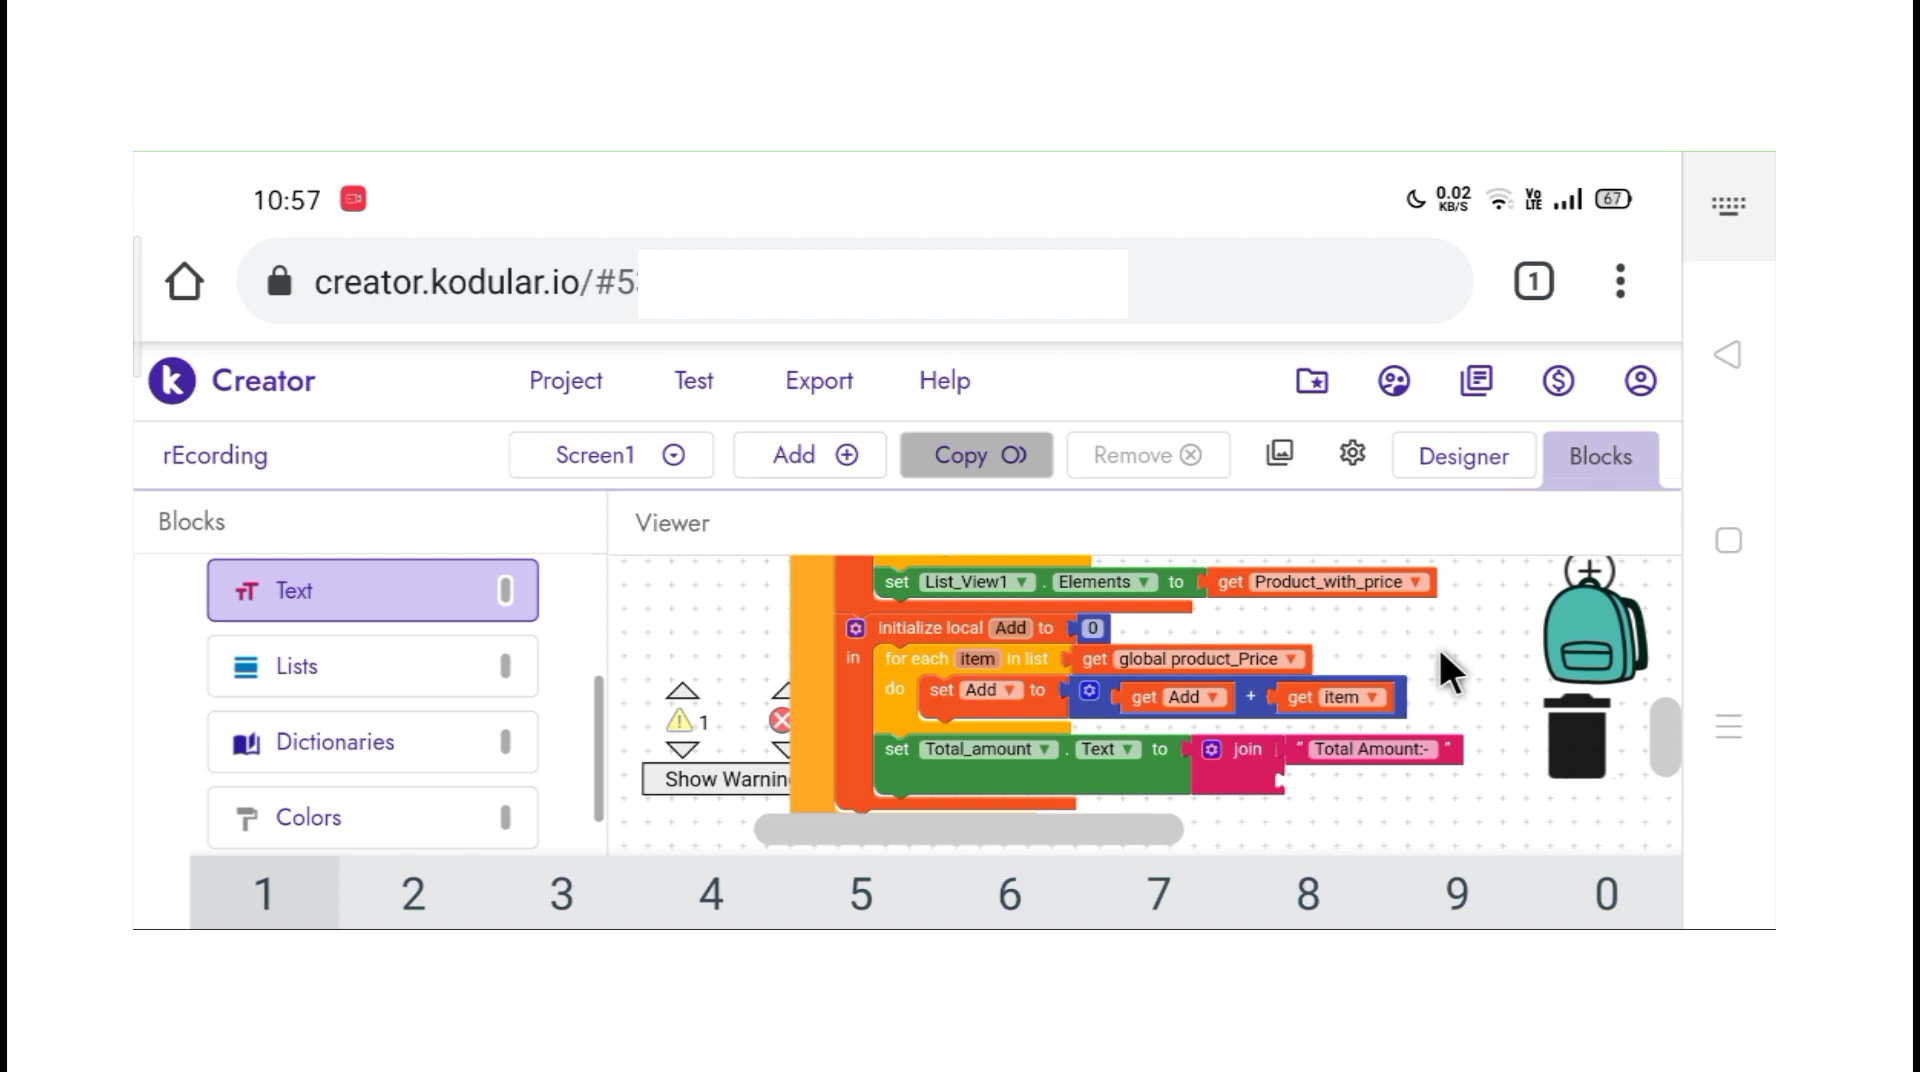 10:57 0.02 KB/S Vo LTE 67
creator.kodular.io/#5
1
k Creator Project Test Export Help
rEcording Screen1 Add Copy Remove Designer Blocks
Blocks Viewer
Text
Lists
Dictionaries
Colors
set List_View1 . Elements to get Product_with_price
initialize local Add to 0
in for each item in list get global product_Price
do set Add to get Add + get item
set Total_amount . Text to join " Total Amount:- "
1
Show Warnin
1 2 3 4 5 6 7 8 9 0